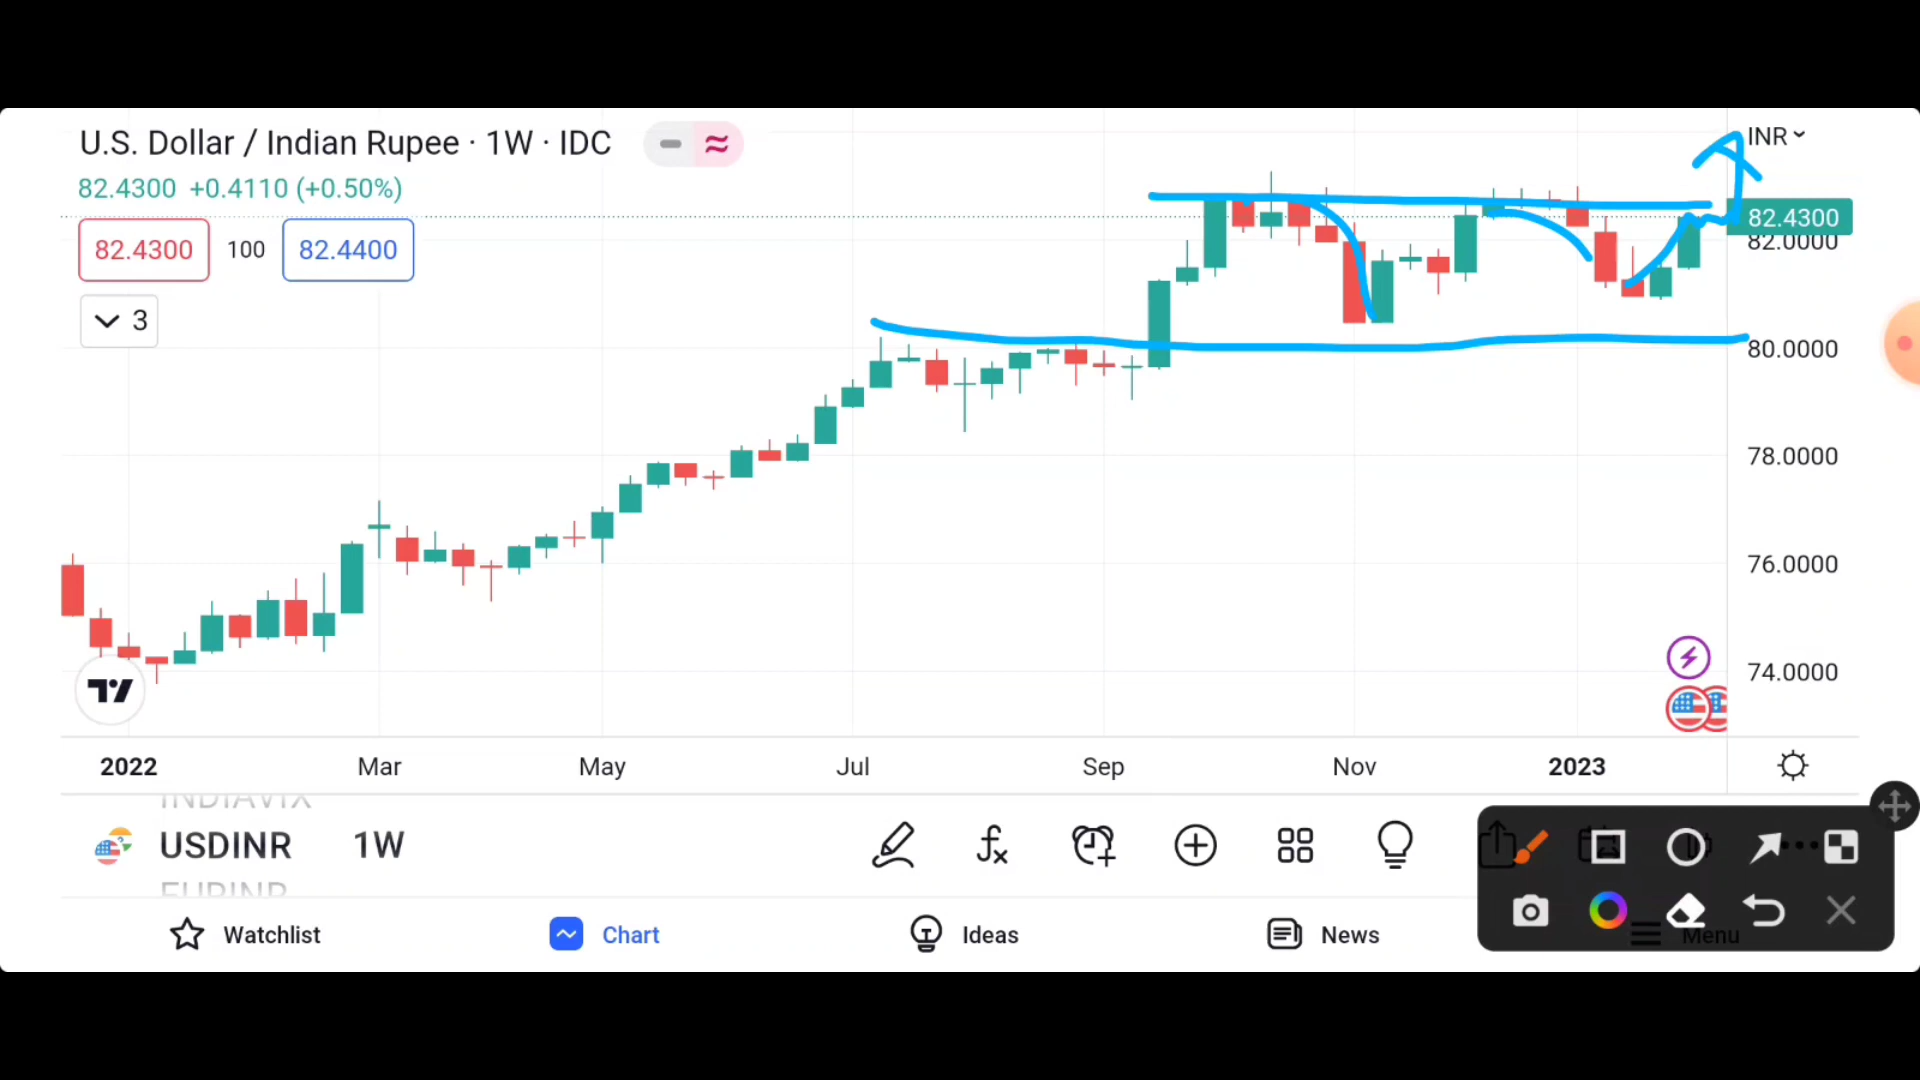 U.S. Dollar / Indian Rupee · 1W · IDC
INR
82.4300 +0.4110 (+0.50%)
82.4300 100 82.4400
3
82.4300
82.0000
80.0000
78.0000
76.0000
74.0000
2022 Mar May Jul Sep Nov 2023
INDIAVIX
USDINR 1W
EURINR
Watchlist Chart Ideas News Menu